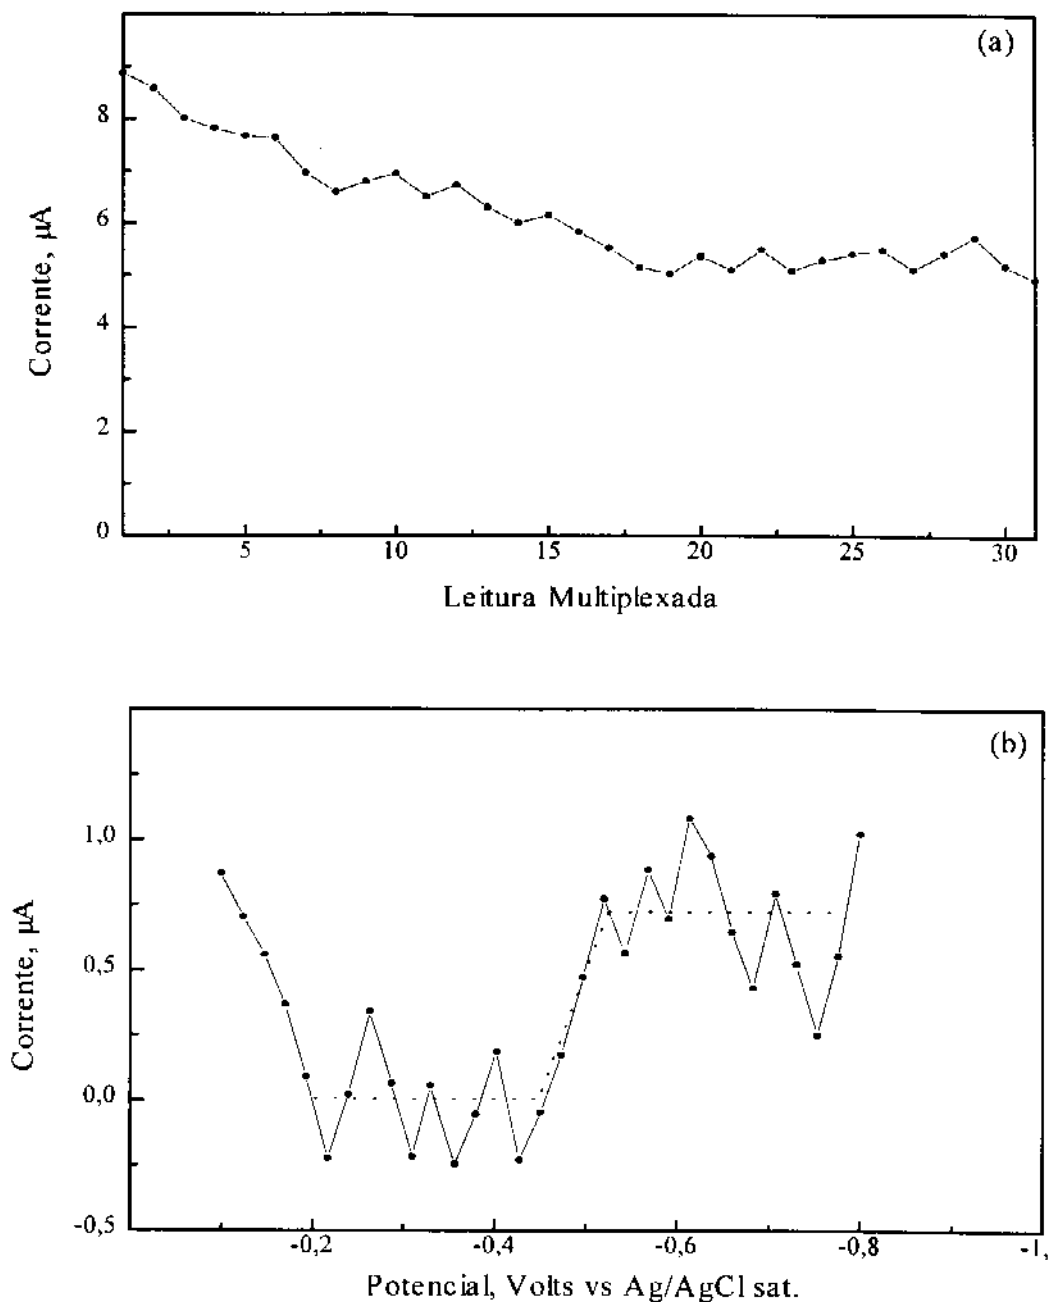 (a)
Corrente, µA
8
6
4
2
0
5 10 15 20 25 30
Leitura Multiplexada
(b)
Corrente, µA
1,0
0,5
0,0
-0,5
-0,2 -0,4 -0,6 -0,8 -1,
Potencial, Volts vs Ag/AgCl sat.